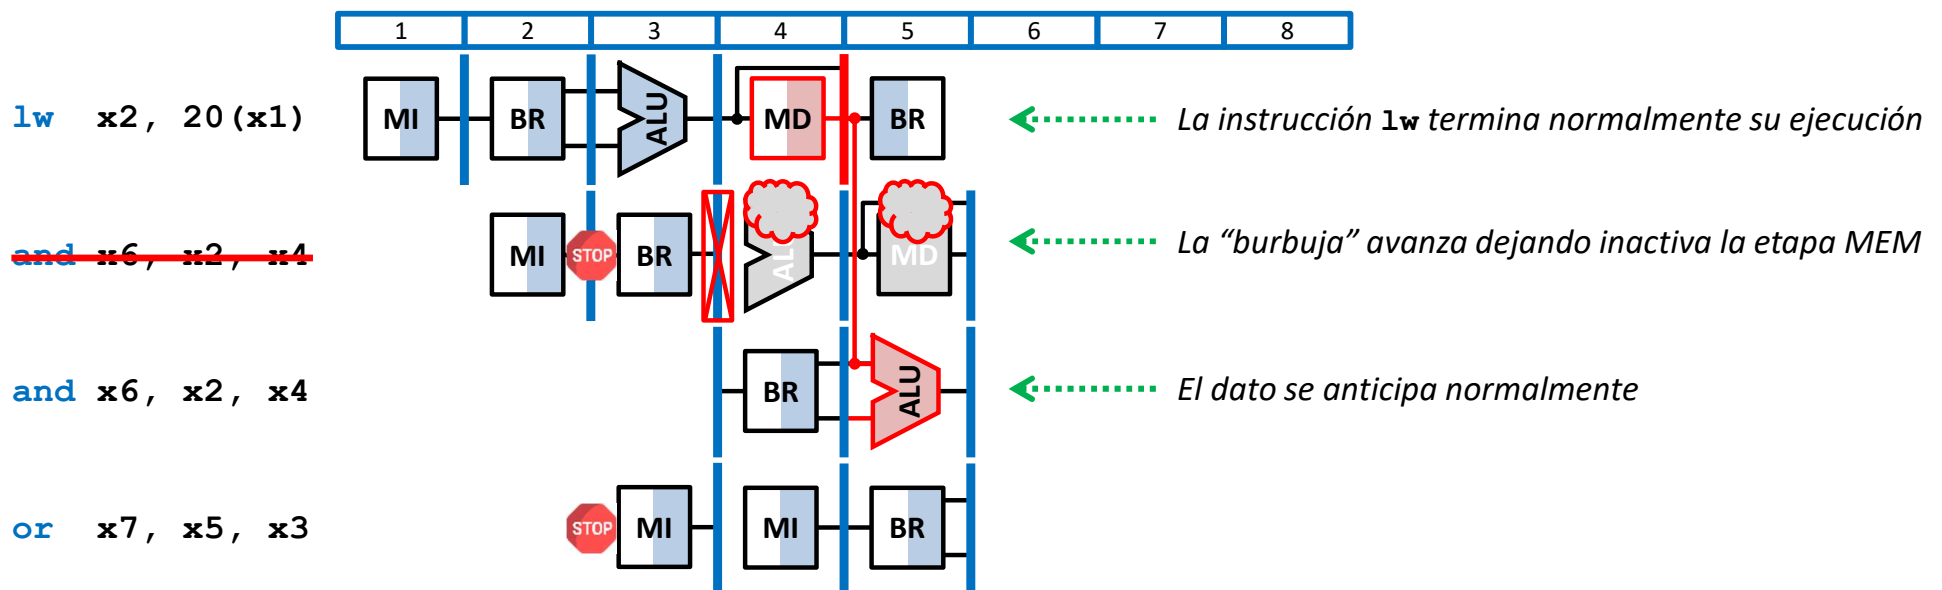 1 2 3 4 5 6 7 8
lw x2, 20(x1) MI BR ALU MD BR La instrucción lw termina normalmente su ejecución
and x6, x2, x4 MI STOP BR ALU MD La “burbuja” avanza dejando inactiva la etapa MEM
and x6, x2, x4 BR ALU El dato se anticipa normalmente
or x7, x5, x3 STOP MI MI BR